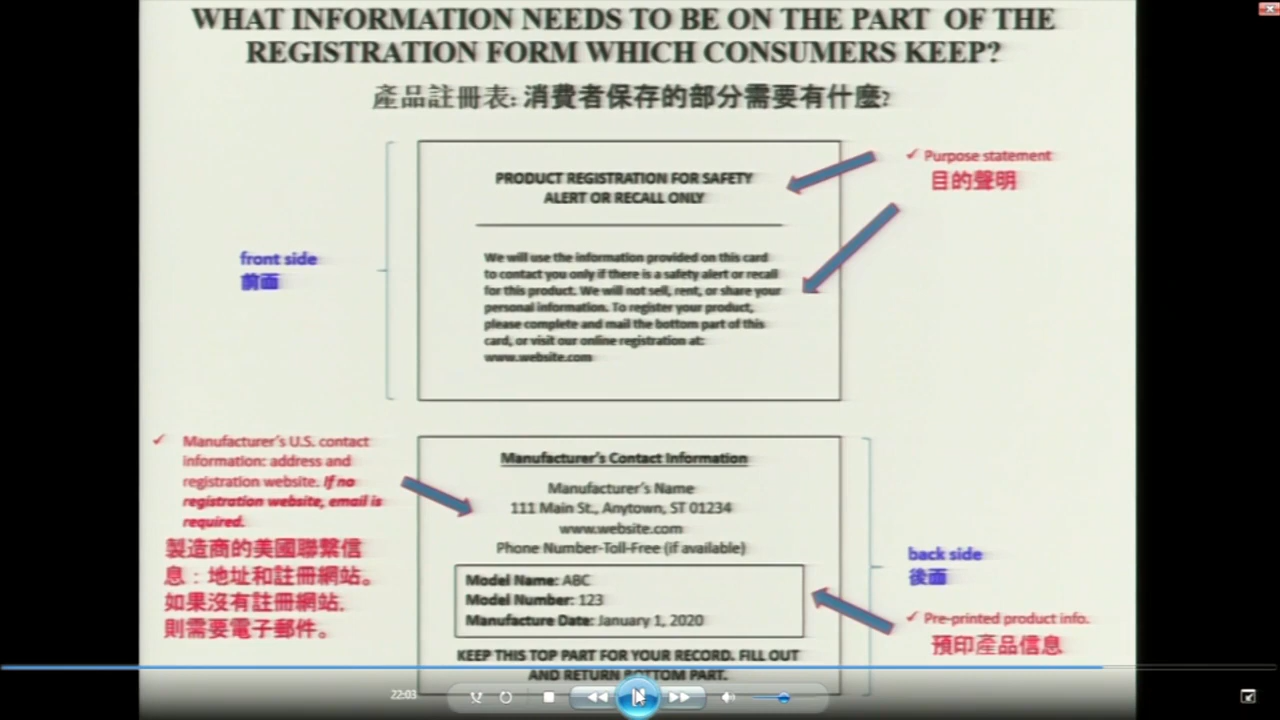 WHAT INFORMATION NEEDS TO BE ON THE PART OF THE
REGISTRATION FORM WHICH CONSUMERS KEEP?
產品註冊表: 消費者保存的部分需要有什麼?
front side
前面
PRODUCT REGISTRATION FOR SAFETY
ALERT OR RECALL ONLY
We will use the information provided on this card
to contact you only if there is a safety alert or recall
for this product. We will not sell, rent, or share your
personal information. To register your product,
please complete and mail the bottom part of this
card, or visit our online registration at:
www.website.com
✓ Purpose statement
目的聲明
✓ Manufacturer's U.S. contact
information: address and
registration website. If no
registration website, email is
required.
製造商的美國聯繫信
息：地址和註冊網站。
如果沒有註冊網站,
則需要電子郵件。
Manufacturer's Contact Information
Manufacturer's Name
111 Main St., Anytown, ST 01234
www.website.com
Phone Number-Toll-Free (if available)
Model Name: ABC
Model Number: 123
Manufacture Date: January 1, 2020
KEEP THIS TOP PART FOR YOUR RECORD. FILL OUT
AND RETURN BOTTOM PART.
back side
後面
✓ Pre-printed product info.
預印產品信息
22:03